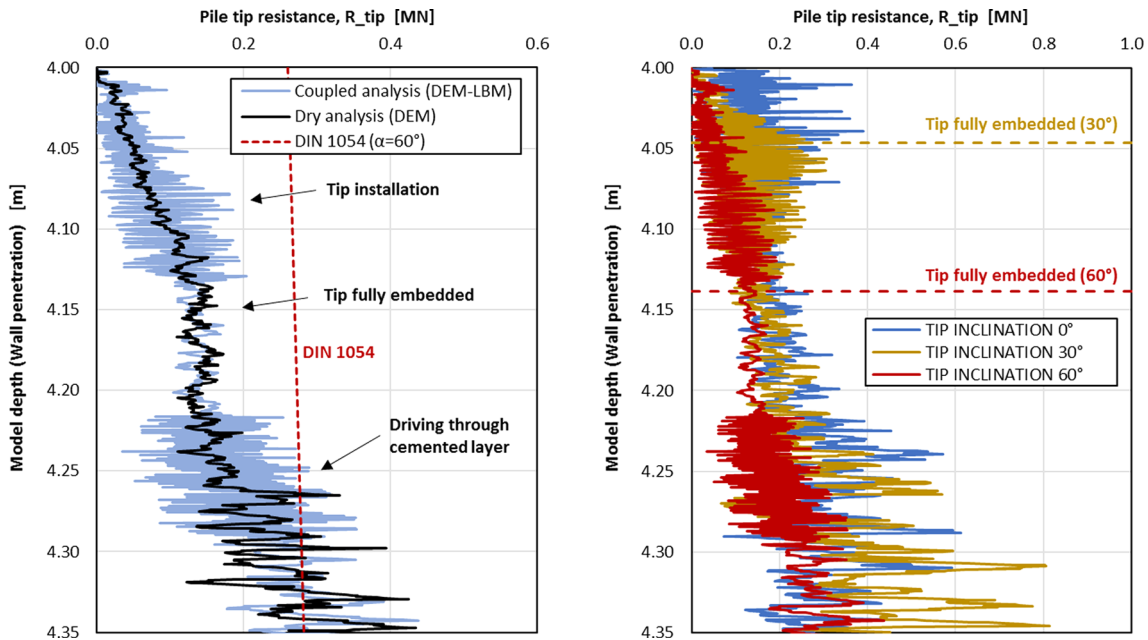 Pile tip resistance, R_tip [MN]
0.0 0.2 0.4 0.6
Model depth (Wall penetration) [m]
4.00
4.05
4.10
4.15
4.20
4.25
4.30
4.35
Coupled analysis (DEM-LBM)
Dry analysis (DEM)
DIN 1054 (α=60°)
Tip installation
Tip fully embedded
DIN 1054
Driving through
cemented layer
Pile tip resistance, R_tip [MN]
0.0 0.2 0.4 0.6 0.8 1.0
Model depth (Wall penetration) [m]
4.00
4.05
4.10
4.15
4.20
4.25
4.30
4.35
Tip fully embedded (30°)
Tip fully embedded (60°)
TIP INCLINATION 0°
TIP INCLINATION 30°
TIP INCLINATION 60°